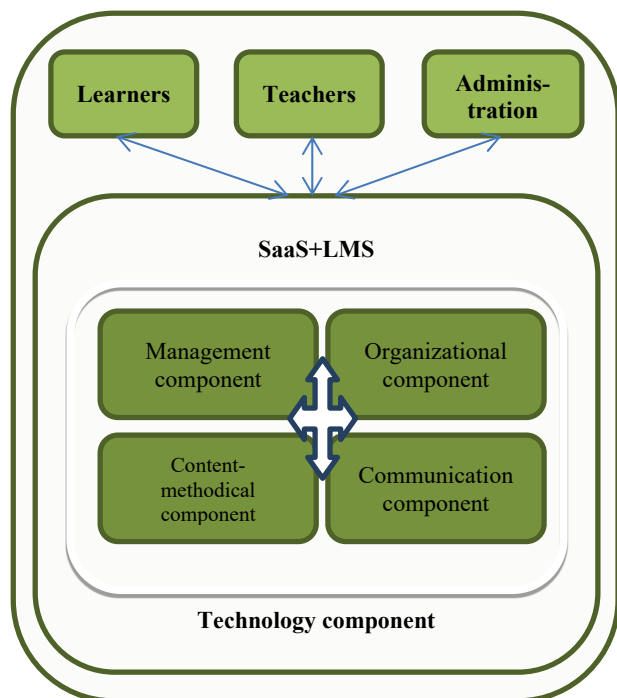 Learners
Teachers
Adminis-
tration
SaaS+LMS
Management
component
Organizational
component
Content-
methodical
component
Communication
component
Technology component